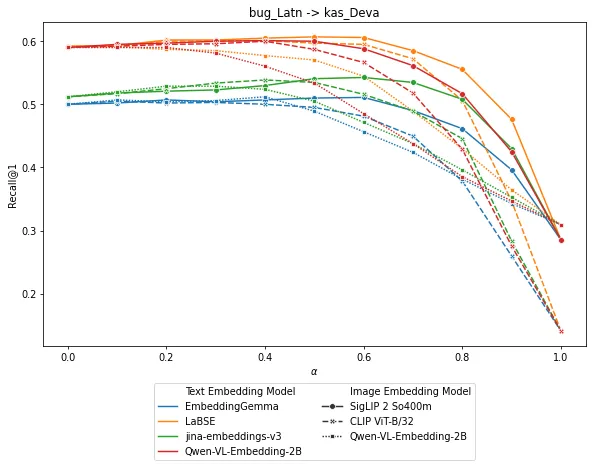 bug_Latn -> kas_Deva
0.6
0.5
0.4
0.3
0.2
Recall@1
0.0 0.2 0.4 0.6 0.8 1.0
α
Text Embedding Model Image Embedding Model
EmbeddingGemma SigLIP 2 So400m
LaBSE CLIP ViT-B/32
jina-embeddings-v3 Qwen-VL-Embedding-2B
Qwen-VL-Embedding-2B